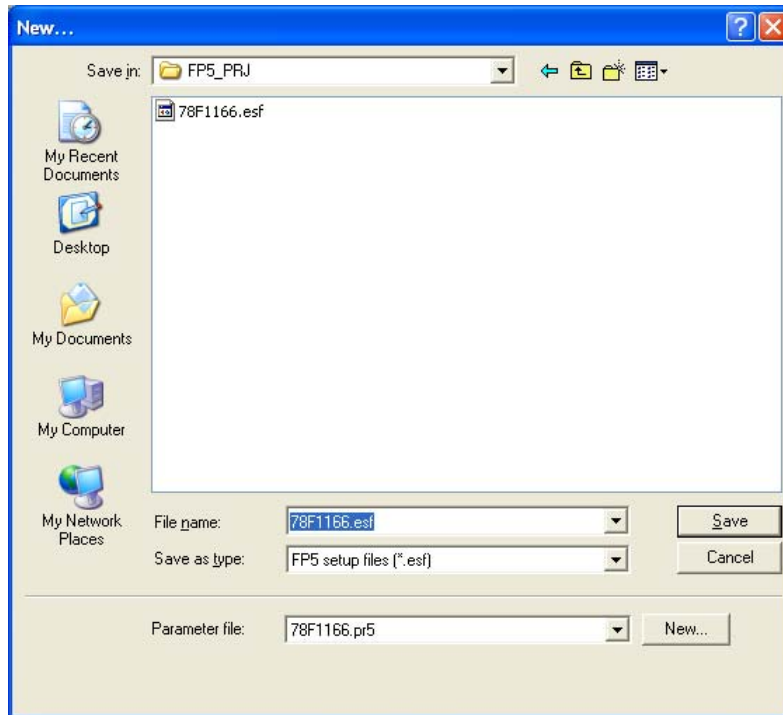 New...
Save in:
FP5_PRJ
78F1166.esf
My Recent
Documents
Desktop
My Documents
My Computer
My Network
Places
File name:
78F1166.esf
Save
Save as type:
FP5 setup files (*.esf)
Cancel
Parameter file:
78F1166.pr5
New...